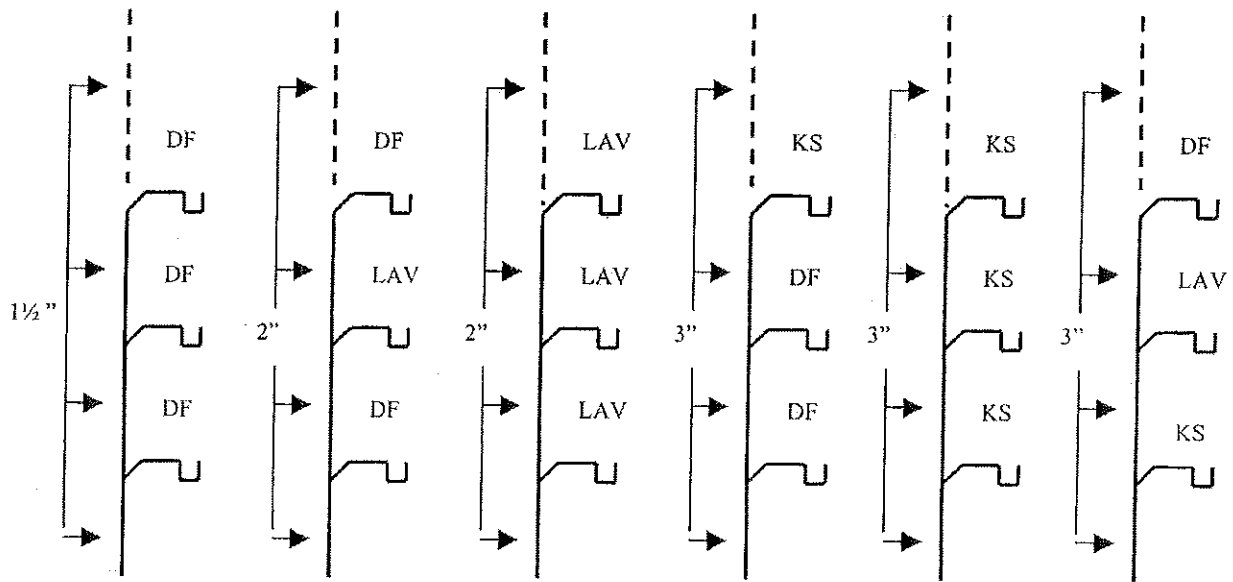 DF DF LAV KS KS DF
DF LAV LAV DF KS LAV
1½” 2” 2” 3” 3” 3”
DF DF LAV DF KS KS